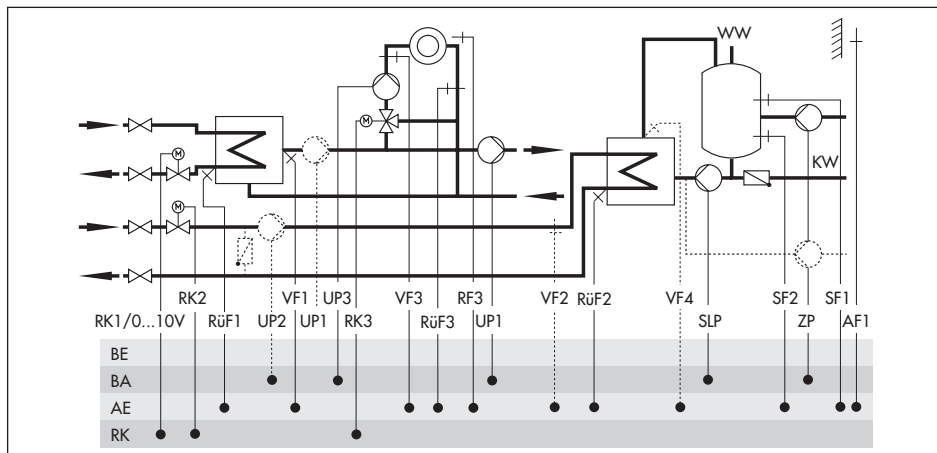 WW
M
M
KW
M
RK2 VF1 UP3 VF3 RF3 VF2 RüF2 VF4 SF2 SF1
RK1/0...10V RüF1 UP2 UP1 RK3 RüF3 UP1 SLP ZP AF1
BE
BA
AE
RK